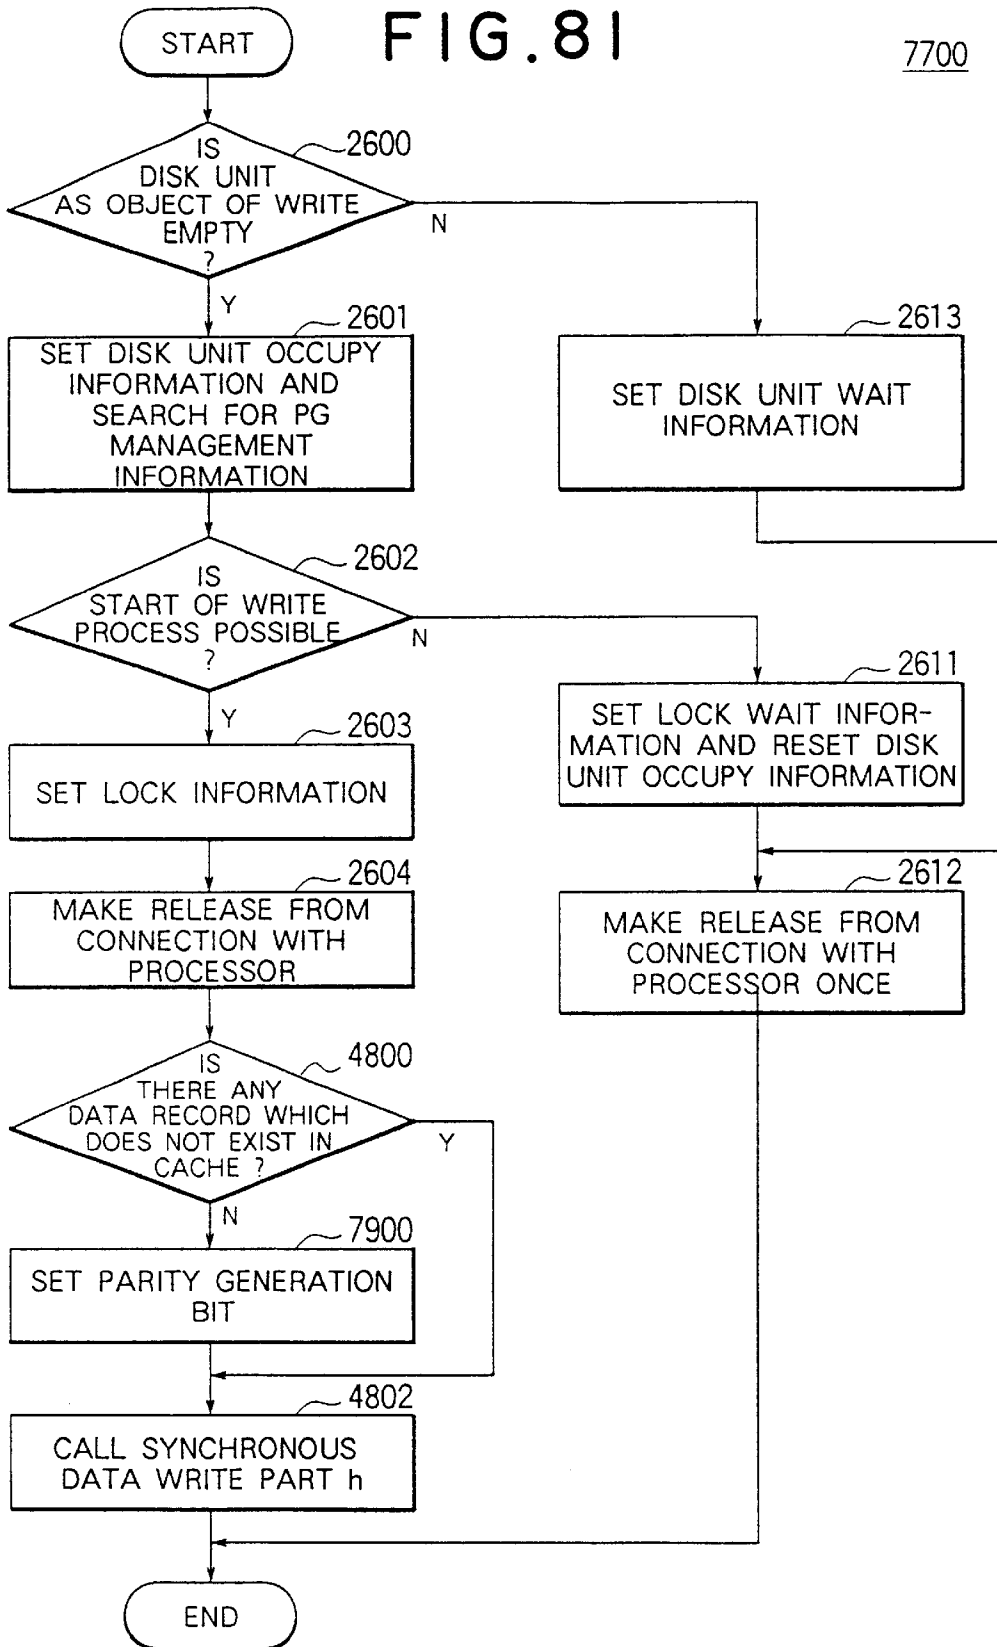 FIG.81
7700
START
2600
IS
DISK UNIT
AS OBJECT OF WRITE
EMPTY
?
N
Y
2601
SET DISK UNIT OCCUPY
INFORMATION AND
SEARCH FOR PG
MANAGEMENT
INFORMATION
2613
SET DISK UNIT WAIT
INFORMATION
2602
IS
START OF WRITE
PROCESS POSSIBLE
?
N
Y
2611
SET LOCK WAIT INFOR-
MATION AND RESET DISK
UNIT OCCUPY INFORMATION
2603
SET LOCK INFORMATION
2604
MAKE RELEASE FROM
CONNECTION WITH
PROCESSOR
2612
MAKE RELEASE FROM
CONNECTION WITH
PROCESSOR ONCE
4800
IS
THERE ANY
DATA RECORD WHICH
DOES NOT EXIST IN
CACHE ?
Y
N
7900
SET PARITY GENERATION
BIT
4802
CALL SYNCHRONOUS
DATA WRITE PART h
END